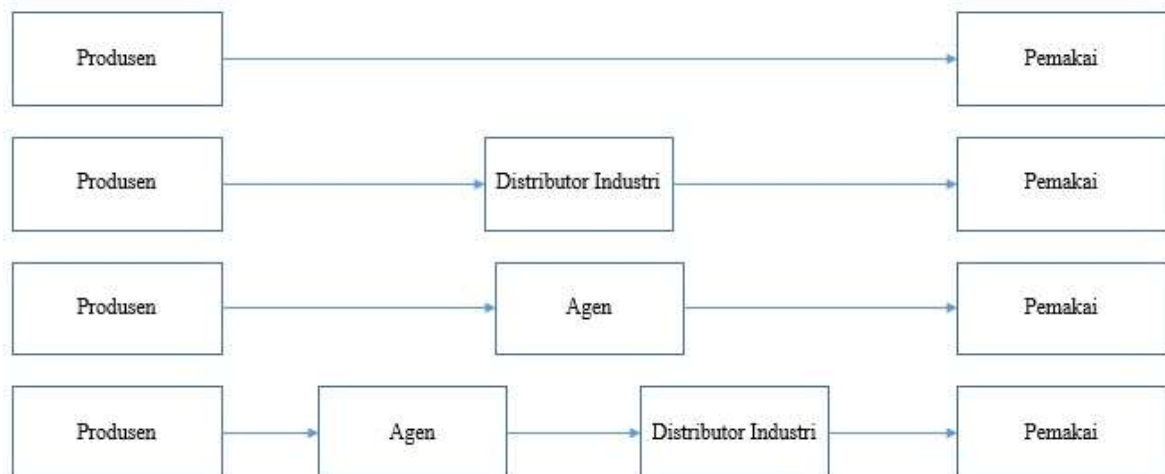 Produsen Pemakai
Produsen Distributor Industri Pemakai
Produsen Agen Pemakai
Produsen Agen Distributor Industri Pemakai